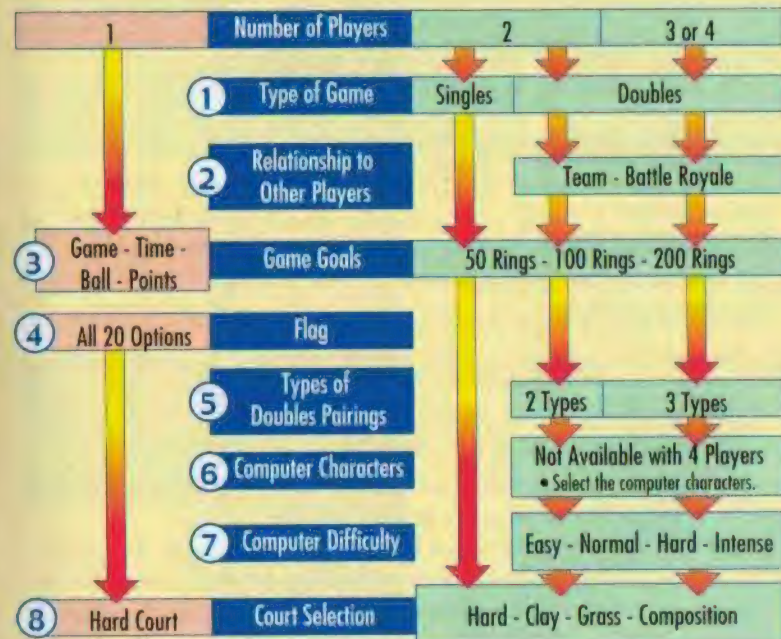 1 Number of Players 2 3 or 4
1 Type of Game Singles Doubles
2 Relationship to
Other Players
Team - Battle Royale
3 Game - Time -
Ball - Points
Game Goals 50 Rings - 100 Rings - 200 Rings
4 All 20 Options Flag
5 Types of
Doubles Pairings
2 Types 3 Types
6 Computer Characters
Not Available with 4 Players
• Select the computer characters.
7 Computer Difficulty Easy - Normal - Hard - Intense
8 Hard Court Court Selection Hard - Clay - Grass - Composition